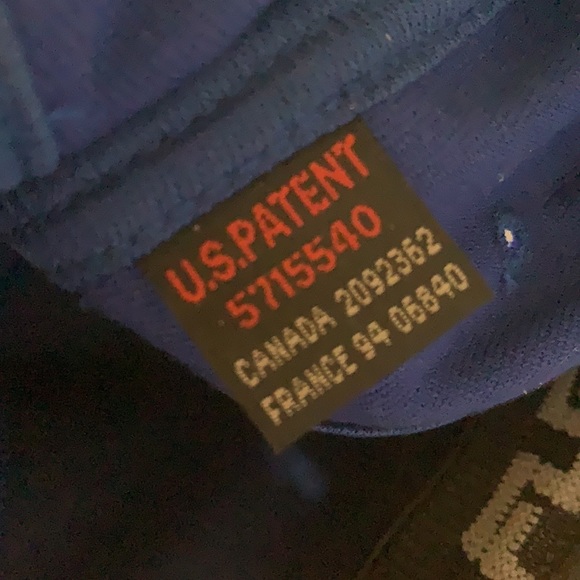 U.S.PATENT
5715540
CANADA 2092362
FRANCE 94 06840